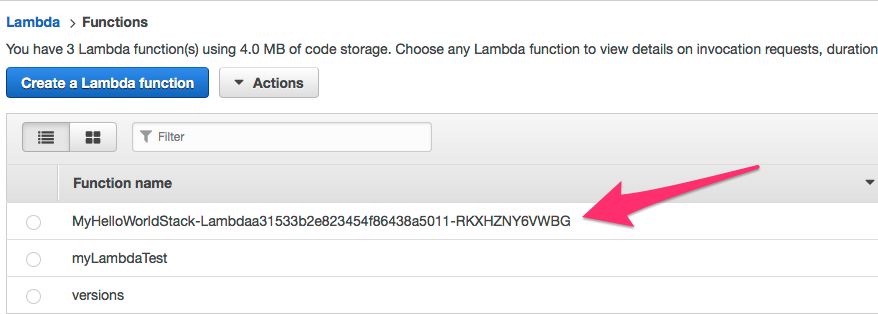 Lambda > Functions
You have 3 Lambda function(s) using 4.0 MB of code storage. Choose any Lambda function to view details on invocation requests, duration
Create a Lambda function
Actions
Filter
Function name
MyHelloWorldStack-Lambdaa31533b2e823454f86438a5011-RKXHZNY6VWBG
myLambdaTest
versions